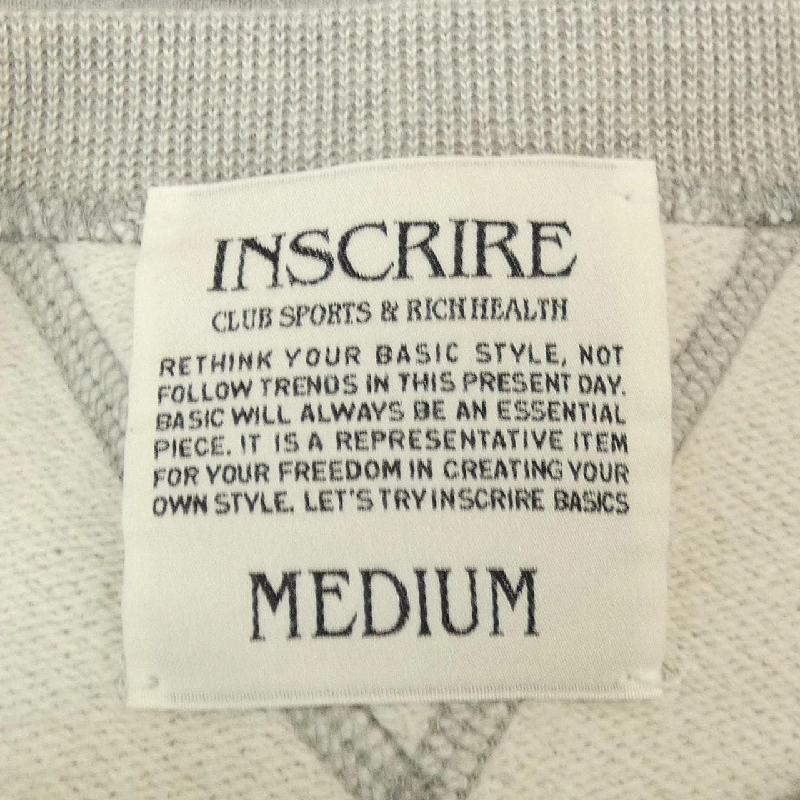 INSCRIRE
CLUB SPORTS & RICH HEALTH
RETHINK YOUR BASIC STYLE, NOT
FOLLOW TRENDS IN THIS PRESENT DAY.
BASIC WILL ALWAYS BE AN ESSENTIAL
PIECE. IT IS A REPRESENTATIVE ITEM
FOR YOUR FREEDOM IN CREATING YOUR
OWN STYLE. LET'S TRY INSCRIRE BASICS
MEDIUM